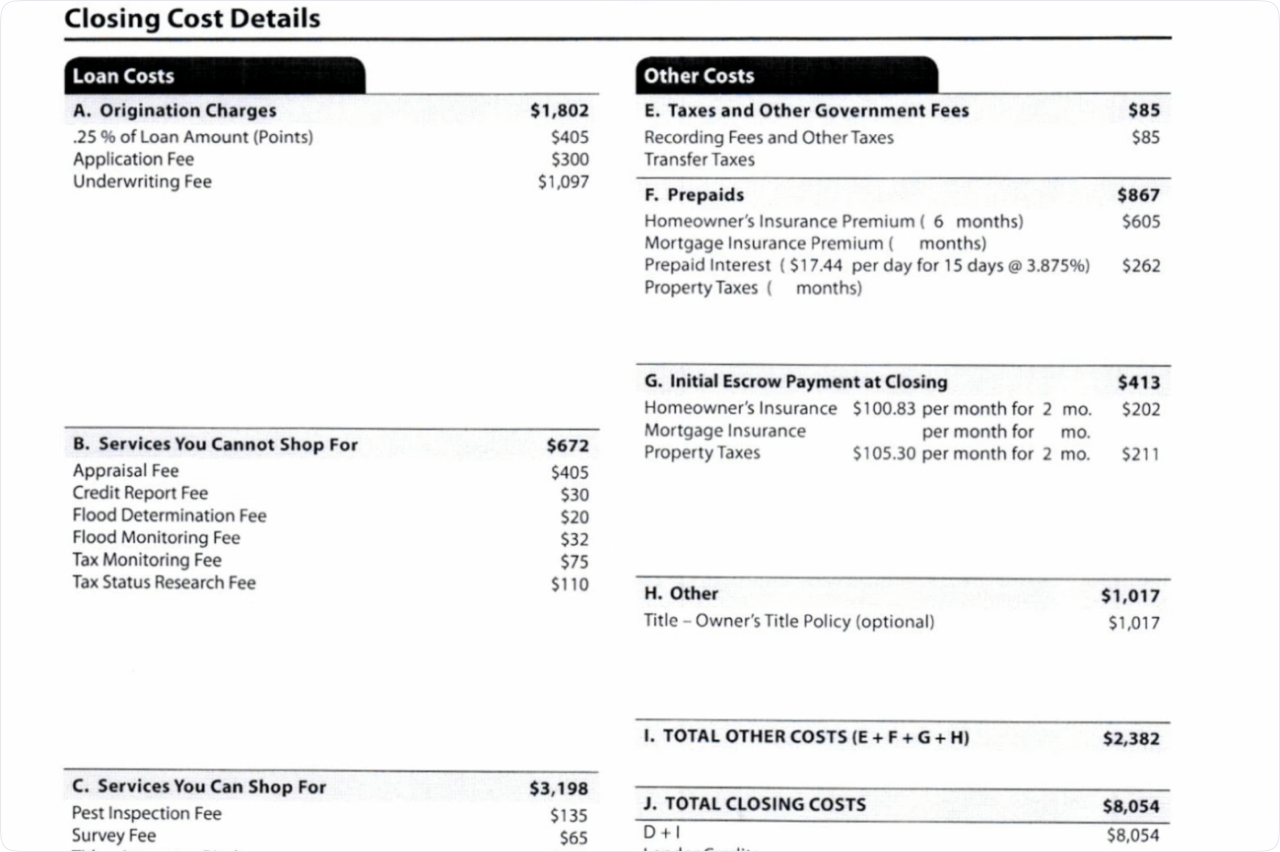 Closing Cost Details
Loan Costs
A. Origination Charges $1,802
.25 % of Loan Amount (Points) $405
Application Fee $300
Underwriting Fee $1,097
B. Services You Cannot Shop For $672
Appraisal Fee $405
Credit Report Fee $30
Flood Determination Fee $20
Flood Monitoring Fee $32
Tax Monitoring Fee $75
Tax Status Research Fee $110
C. Services You Can Shop For $3,198
Pest Inspection Fee $135
Survey Fee $65
Other Costs
E. Taxes and Other Government Fees $85
Recording Fees and Other Taxes $85
Transfer Taxes
F. Prepaids $867
Homeowner's Insurance Premium ( 6 months) $605
Mortgage Insurance Premium ( months)
Prepaid Interest ( $17.44 per day for 15 days @ 3.875%) $262
Property Taxes ( months)
G. Initial Escrow Payment at Closing $413
Homeowner's Insurance $100.83 per month for 2 mo. $202
Mortgage Insurance per month for mo.
Property Taxes $105.30 per month for 2 mo. $211
H. Other $1,017
Title – Owner's Title Policy (optional) $1,017
I. TOTAL OTHER COSTS (E + F + G + H) $2,382
J. TOTAL CLOSING COSTS $8,054
D + I $8,054